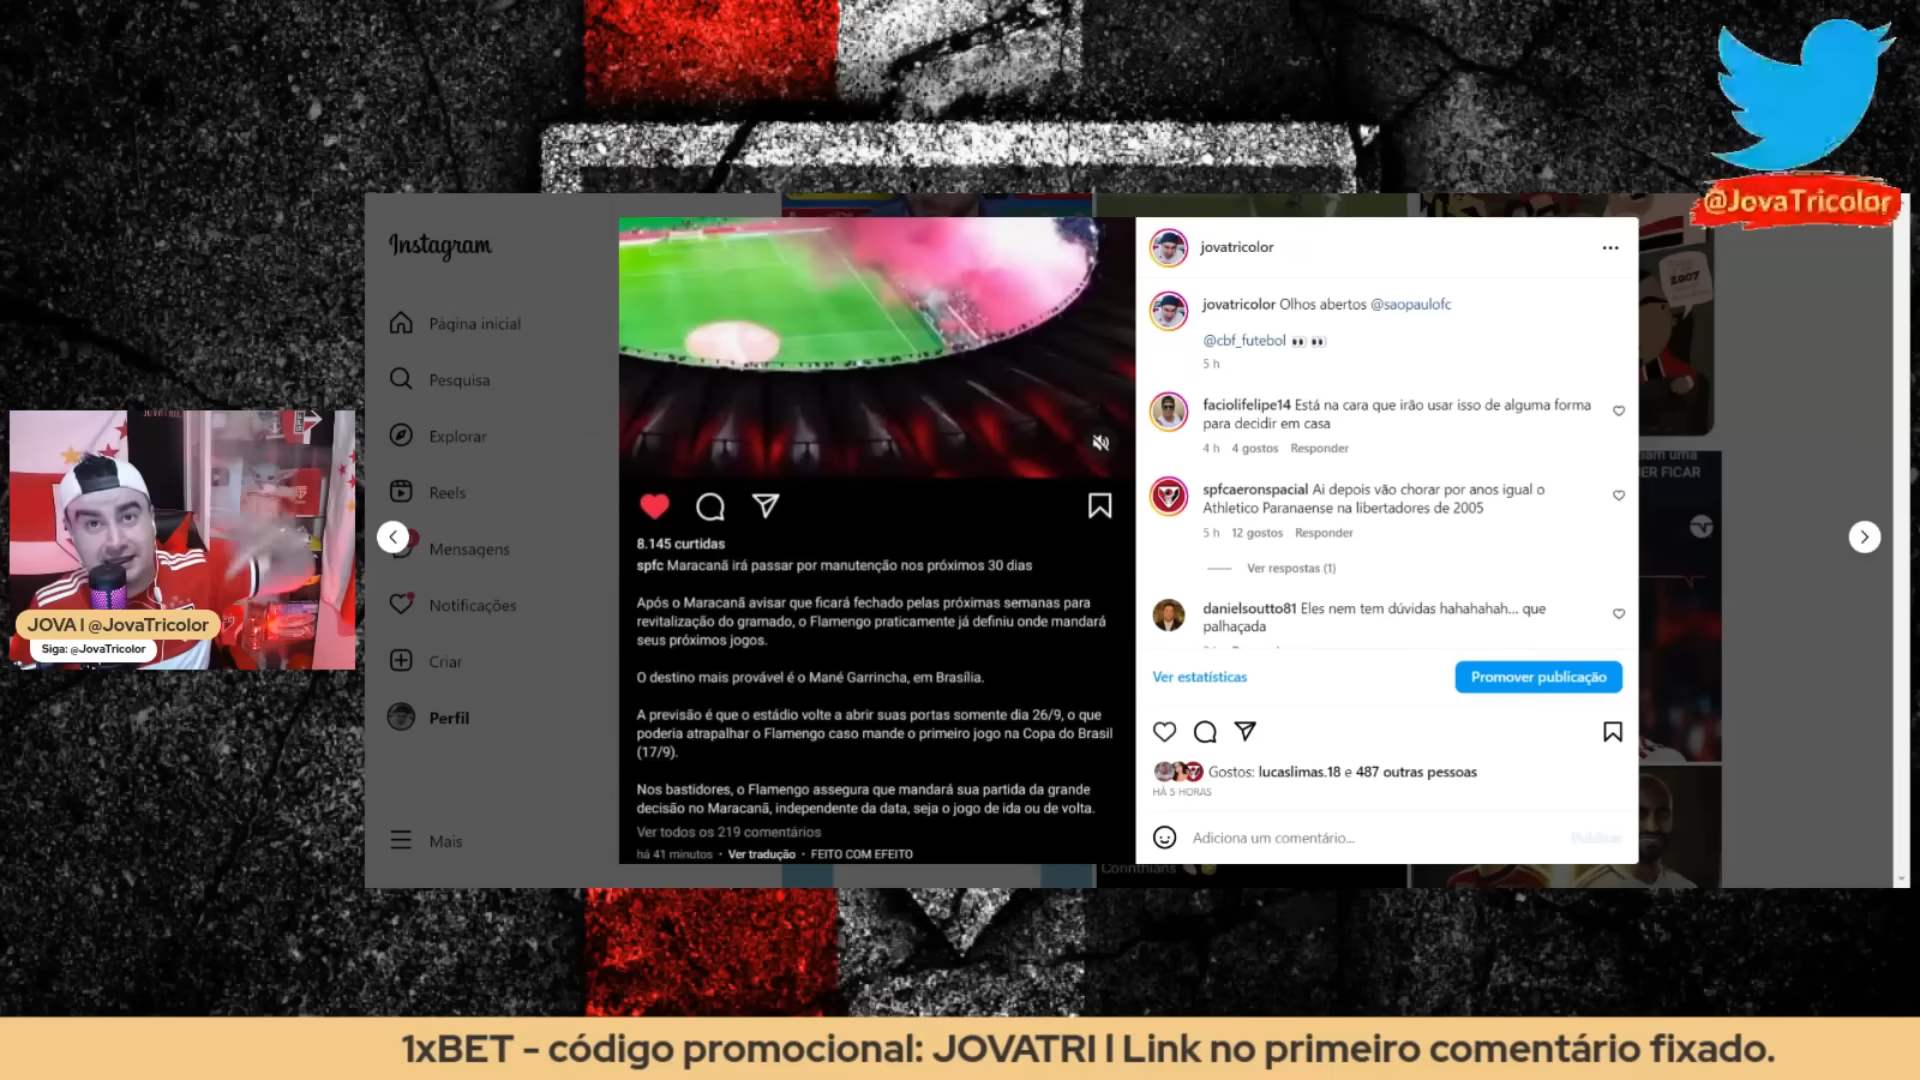 @JovaTricolor
Instagram
Página inicial
Pesquisa
Explorar
Reels
Mensagens
Notificações
Criar
Perfil
Mais
JOVA | @JovaTricolor
Siga: @JovaTricolor
8.145 curtidas
spfc Maracanã irá passar por manutenção nos próximos 30 dias
Após o Maracanã avisar que ficará fechado pelas próximas semanas para
revitalização do gramado, o Flamengo praticamente já definiu onde mandará
seus próximos jogos.
O destino mais provável é o Mané Garrincha, em Brasília.
A previsão é que o estádio volte a abrir suas portas somente dia 26/9, o que
poderia atrapalhar o Flamengo caso mande o primeiro jogo na Copa do Brasil
(17/9).
Nos bastidores, o Flamengo assegura que mandará sua partida da grande
decisão no Maracanã, independente da data, seja o jogo de ida ou de volta.
Ver todos os 219 comentários
há 41 minutos • Ver tradução • FEITO COM EFEITO
jovatricolor
jovatricolor Olhos abertos @saopaulofc
@cbf_futebol 👀 👀
5 h
faciolifelipe14 Está na cara que irão usar isso de alguma forma
para decidir em casa
4 h 4 gostos Responder
spfcaeronspacial Ai depois vão chorar por anos igual o
Athletico Paranaense na libertadores de 2005
5 h 12 gostos Responder
Ver respostas (1)
danielsoutto81 Eles nem tem dúvidas hahahahah... que
palhaçada
Ver estatísticas
Promover publicação
Gostos: lucaslimas.18 e 487 outras pessoas
HÁ 5 HORAS
Adiciona um comentário...
Publicar
2007
ER FICAR
Corinthians
1xBET - código promocional: JOVATRI | Link no primeiro comentário fixado.